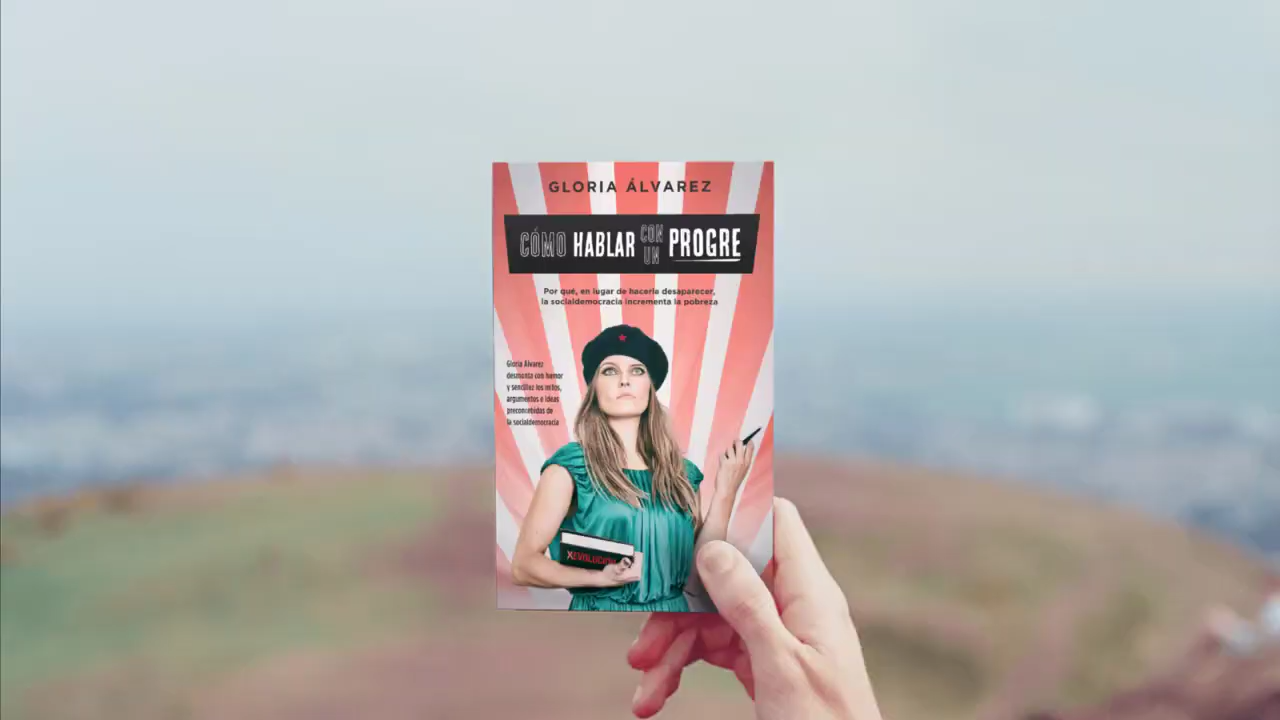 GLORIA ÁLVAREZ
CÓMO HABLAR CON UN PROGRE
Por qué, en lugar de hacerla desaparecer,
la socialdemocracia incrementa la pobreza
Gloria Álvarez
desmonta con humor
y sencillez los mitos,
argumentos e ideas
preconcebidas de
la socialdemocracia